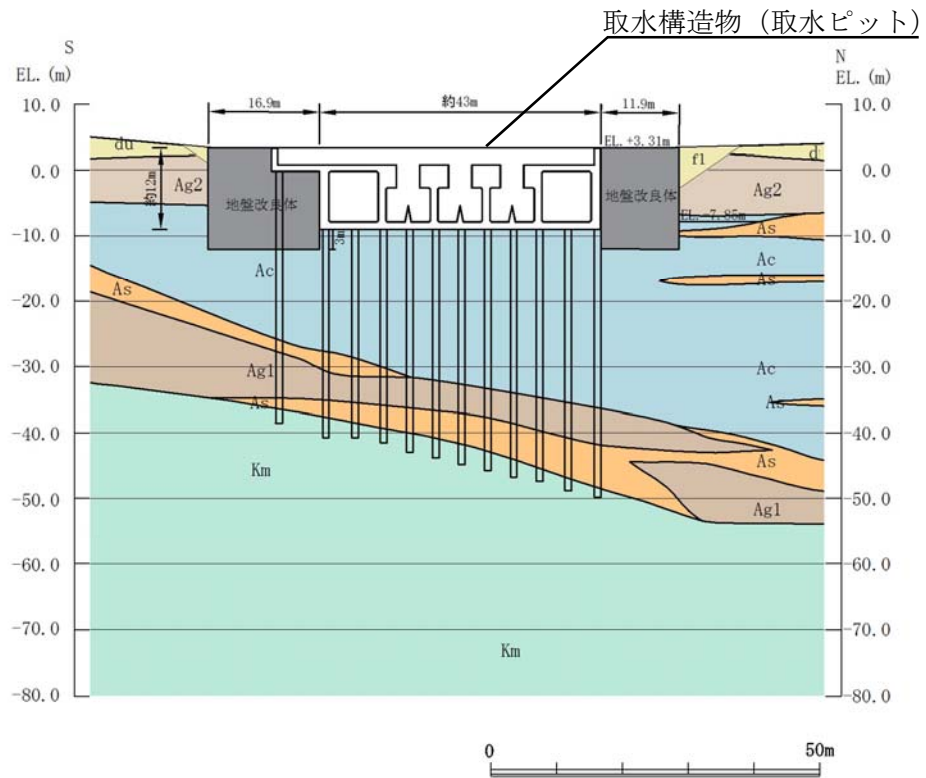 取水構造物（取水ピット）
S
EL. (m)
N
EL. (m)
10.0
0.0
-10.0
-20.0
-30.0
-40.0
-50.0
-60.0
-70.0
-80.0
10.0
0.0
-10.0
-20.0
-30.0
-40.0
-50.0
-60.0
-70.0
-80.0
16.9m
約43m
11.9m
EL. +3.31m
du
fl
d
約12m
Ag2
地盤改良体
地盤改良体
Ag2
EL. -7.85m
As
3m
Ac
Ac
As
As
Ag1
Ac
As
As
As
Km
Ag1
Km
0
50m